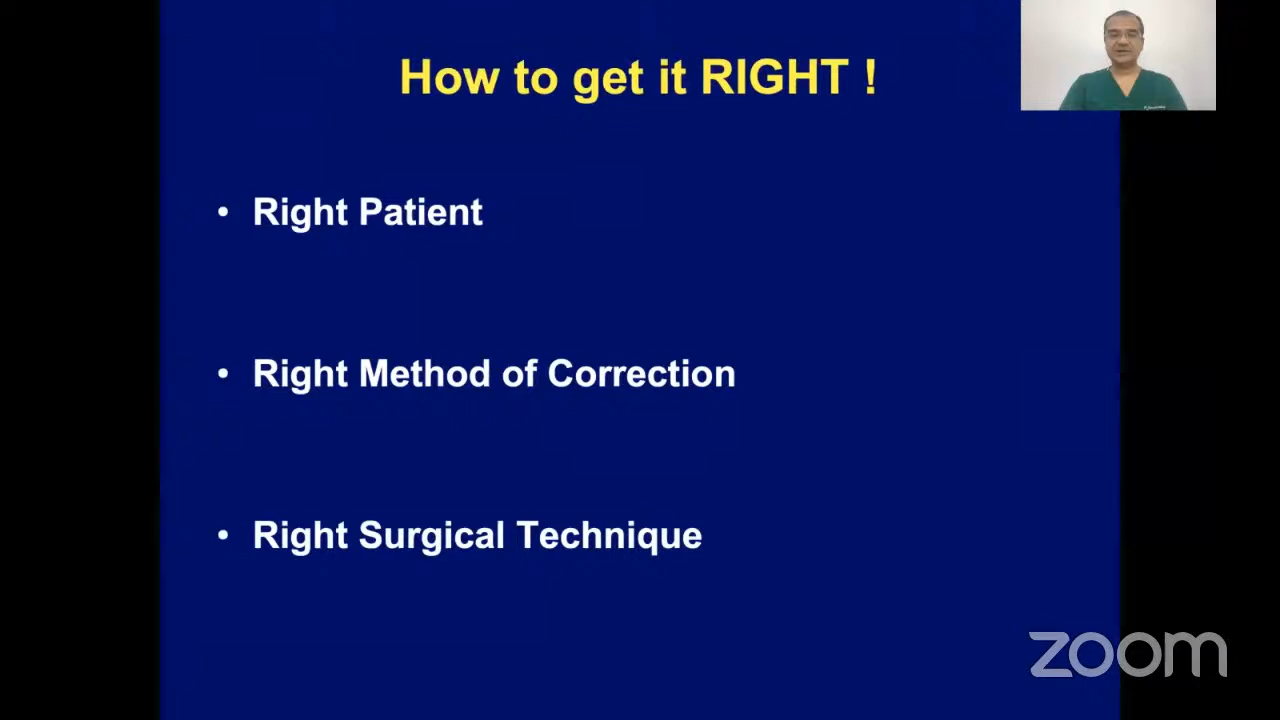 How to get it RIGHT !
• Right Patient
• Right Method of Correction
• Right Surgical Technique
zoom